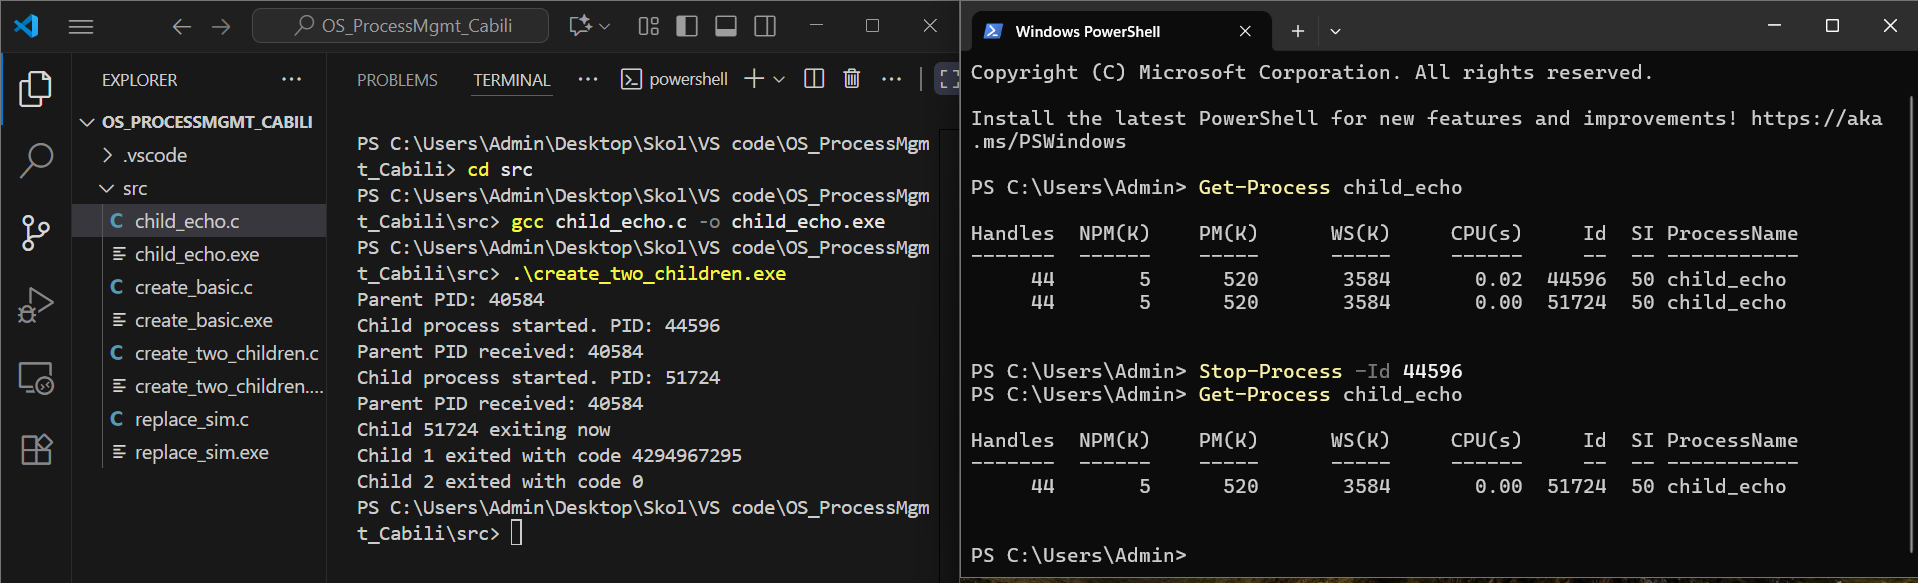 OS_ProcessMgmt_Cabili
EXPLORER
OS_PROCESSMGMT_CABILI
.vscode
src
child_echo.c
child_echo.exe
create_basic.c
create_basic.exe
create_two_children.c
create_two_children....
replace_sim.c
replace_sim.exe
PROBLEMS TERMINAL powershell
PS C:\Users\Admin\Desktop\Skol\VS code\OS_ProcessMgm
t_Cabili> cd src
PS C:\Users\Admin\Desktop\Skol\VS code\OS_ProcessMgm
t_Cabili\src> gcc child_echo.c -o child_echo.exe
PS C:\Users\Admin\Desktop\Skol\VS code\OS_ProcessMgm
t_Cabili\src> .\create_two_children.exe
Parent PID: 40584
Child process started. PID: 44596
Parent PID received: 40584
Child process started. PID: 51724
Parent PID received: 40584
Child 51724 exiting now
Child 1 exited with code 4294967295
Child 2 exited with code 0
PS C:\Users\Admin\Desktop\Skol\VS code\OS_ProcessMgm
t_Cabili\src>
Windows PowerShell
Copyright (C) Microsoft Corporation. All rights reserved.
Install the latest PowerShell for new features and improvements! https://aka
.ms/PSWindows
PS C:\Users\Admin> Get-Process child_echo
Handles NPM(K) PM(K) WS(K) CPU(s) Id SI ProcessName
------- ------ ----- ----- ------ -- -- -----------
44 5 520 3584 0.02 44596 50 child_echo
44 5 520 3584 0.00 51724 50 child_echo
PS C:\Users\Admin> Stop-Process -Id 44596
PS C:\Users\Admin> Get-Process child_echo
Handles NPM(K) PM(K) WS(K) CPU(s) Id SI ProcessName
------- ------ ----- ----- ------ -- -- -----------
44 5 520 3584 0.00 51724 50 child_echo
PS C:\Users\Admin>